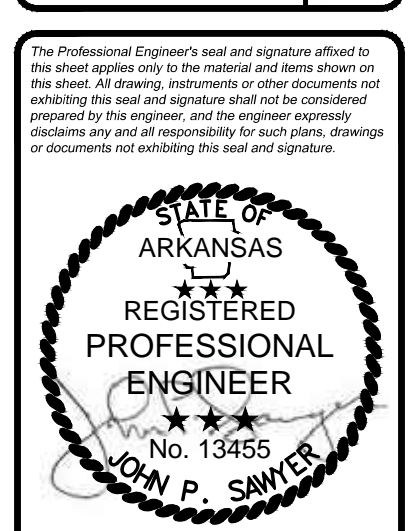 The Professional Engineer's seal and signature affixed to
this sheet applies only to the material and items shown on
this sheet. All drawing, instruments or other documents not
exhibiting this seal and signature shall not be considered
prepared by this engineer, and the engineer expressly
disclaims any and all responsibility for such plans, drawings
or documents not exhibiting this seal and signature.
STATE OF
ARKANSAS
REGISTERED
PROFESSIONAL
ENGINEER
No. 13455
JOHN P. SAWYER